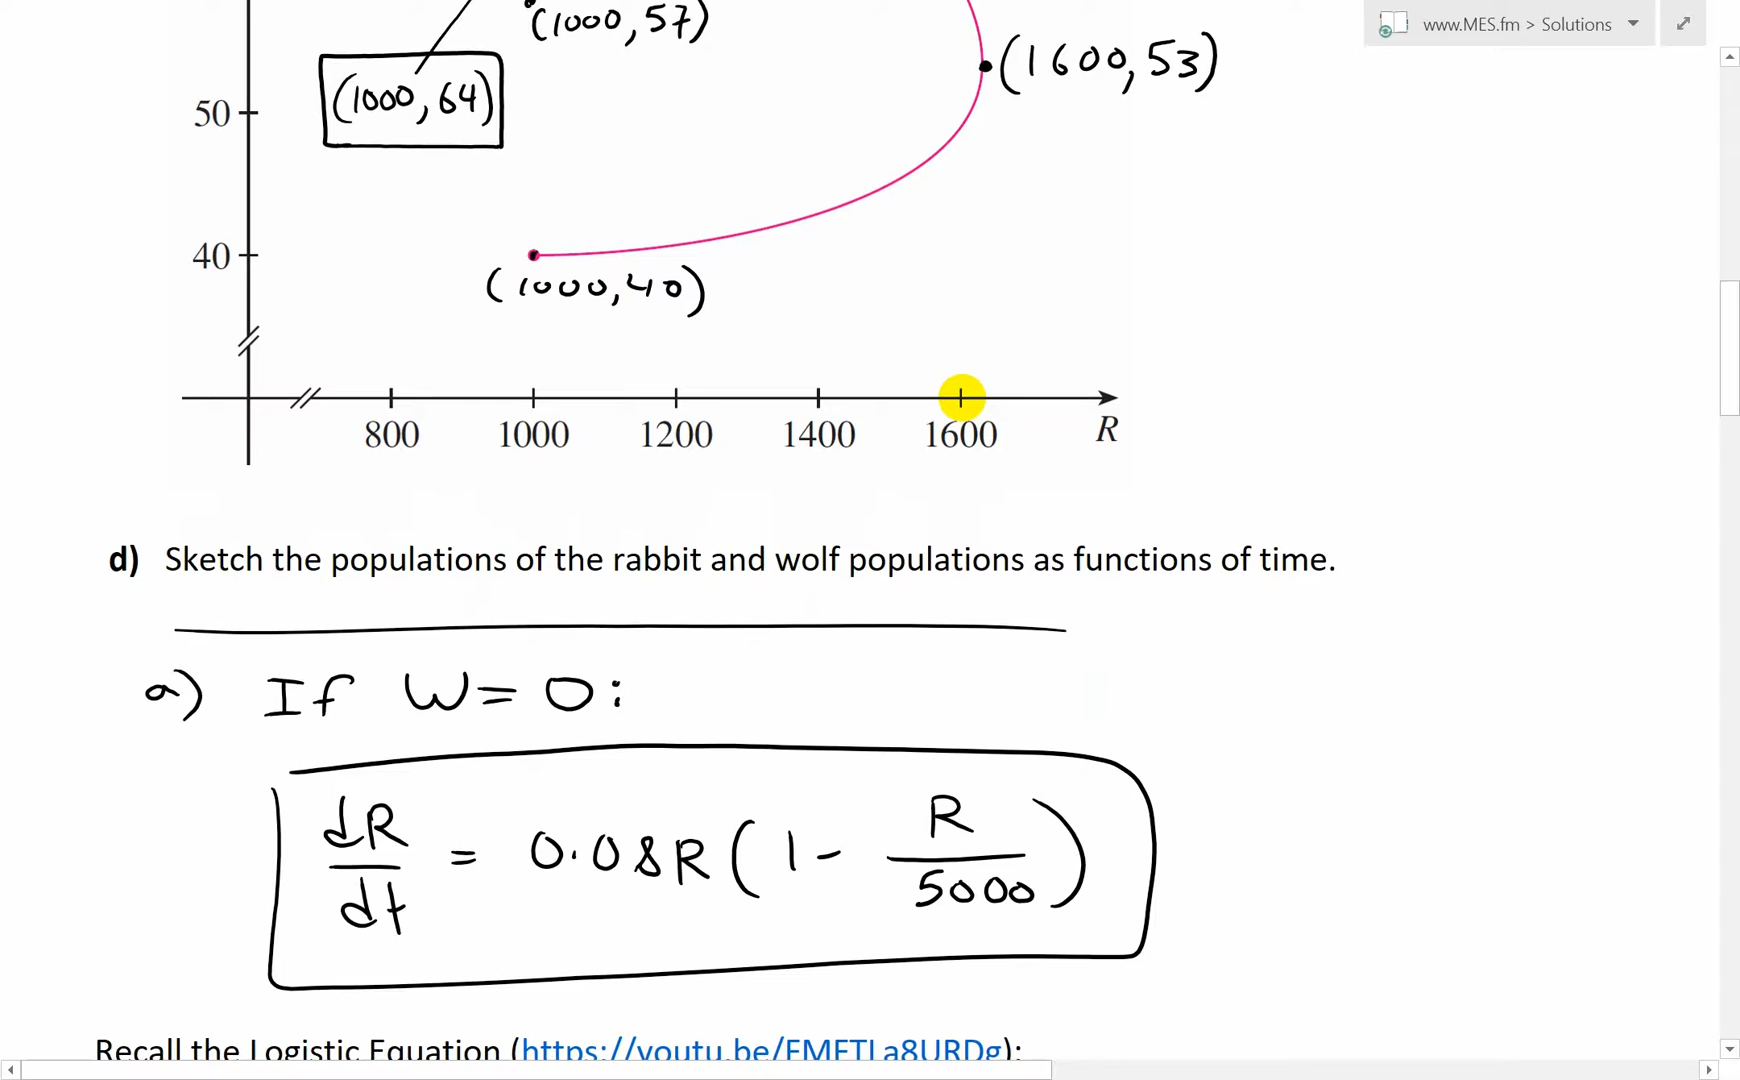 www.MES.fm > Solutions
(1000,57)
(1600,53)
(1000,64)
50
40
(1000,40)
800 1000 1200 1400 1600 R
d) Sketch the populations of the rabbit and wolf populations as functions of time.
a) If W = 0:
dR/dt = 0.08R(1 - R/5000)
Recall the Logistic Equation (https://youtu.be/FMFTLa8URDg):